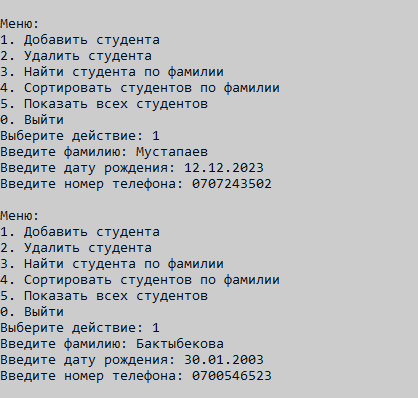 Меню:
1. Добавить студента
2. Удалить студента
3. Найти студента по фамилии
4. Сортировать студентов по фамилии
5. Показать всех студентов
0. Выйти
Выберите действие: 1
Введите фамилию: Мустапаев
Введите дату рождения: 12.12.2023
Введите номер телефона: 0707243502
Меню:
1. Добавить студента
2. Удалить студента
3. Найти студента по фамилии
4. Сортировать студентов по фамилии
5. Показать всех студентов
0. Выйти
Выберите действие: 1
Введите фамилию: Бактыбекова
Введите дату рождения: 30.01.2003
Введите номер телефона: 0700546523